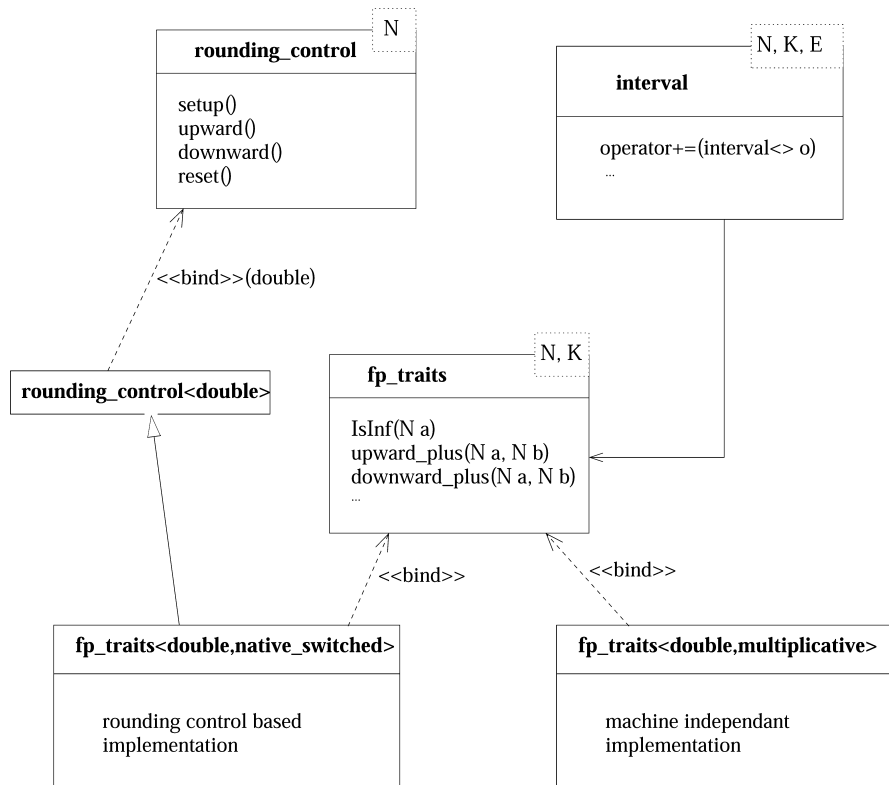 N
rounding_control
setup()
upward()
downward()
reset()
N, K, E
interval
operator+=(interval<> o)
...
<<bind>>(double)
rounding_control<double>
N, K
fp_traits
IsInf(N a)
upward_plus(N a, N b)
downward_plus(N a, N b)
...
<<bind>>
<<bind>>
fp_traits<double,native_switched>
rounding control based
implementation
fp_traits<double,multiplicative>
machine independant
implementation